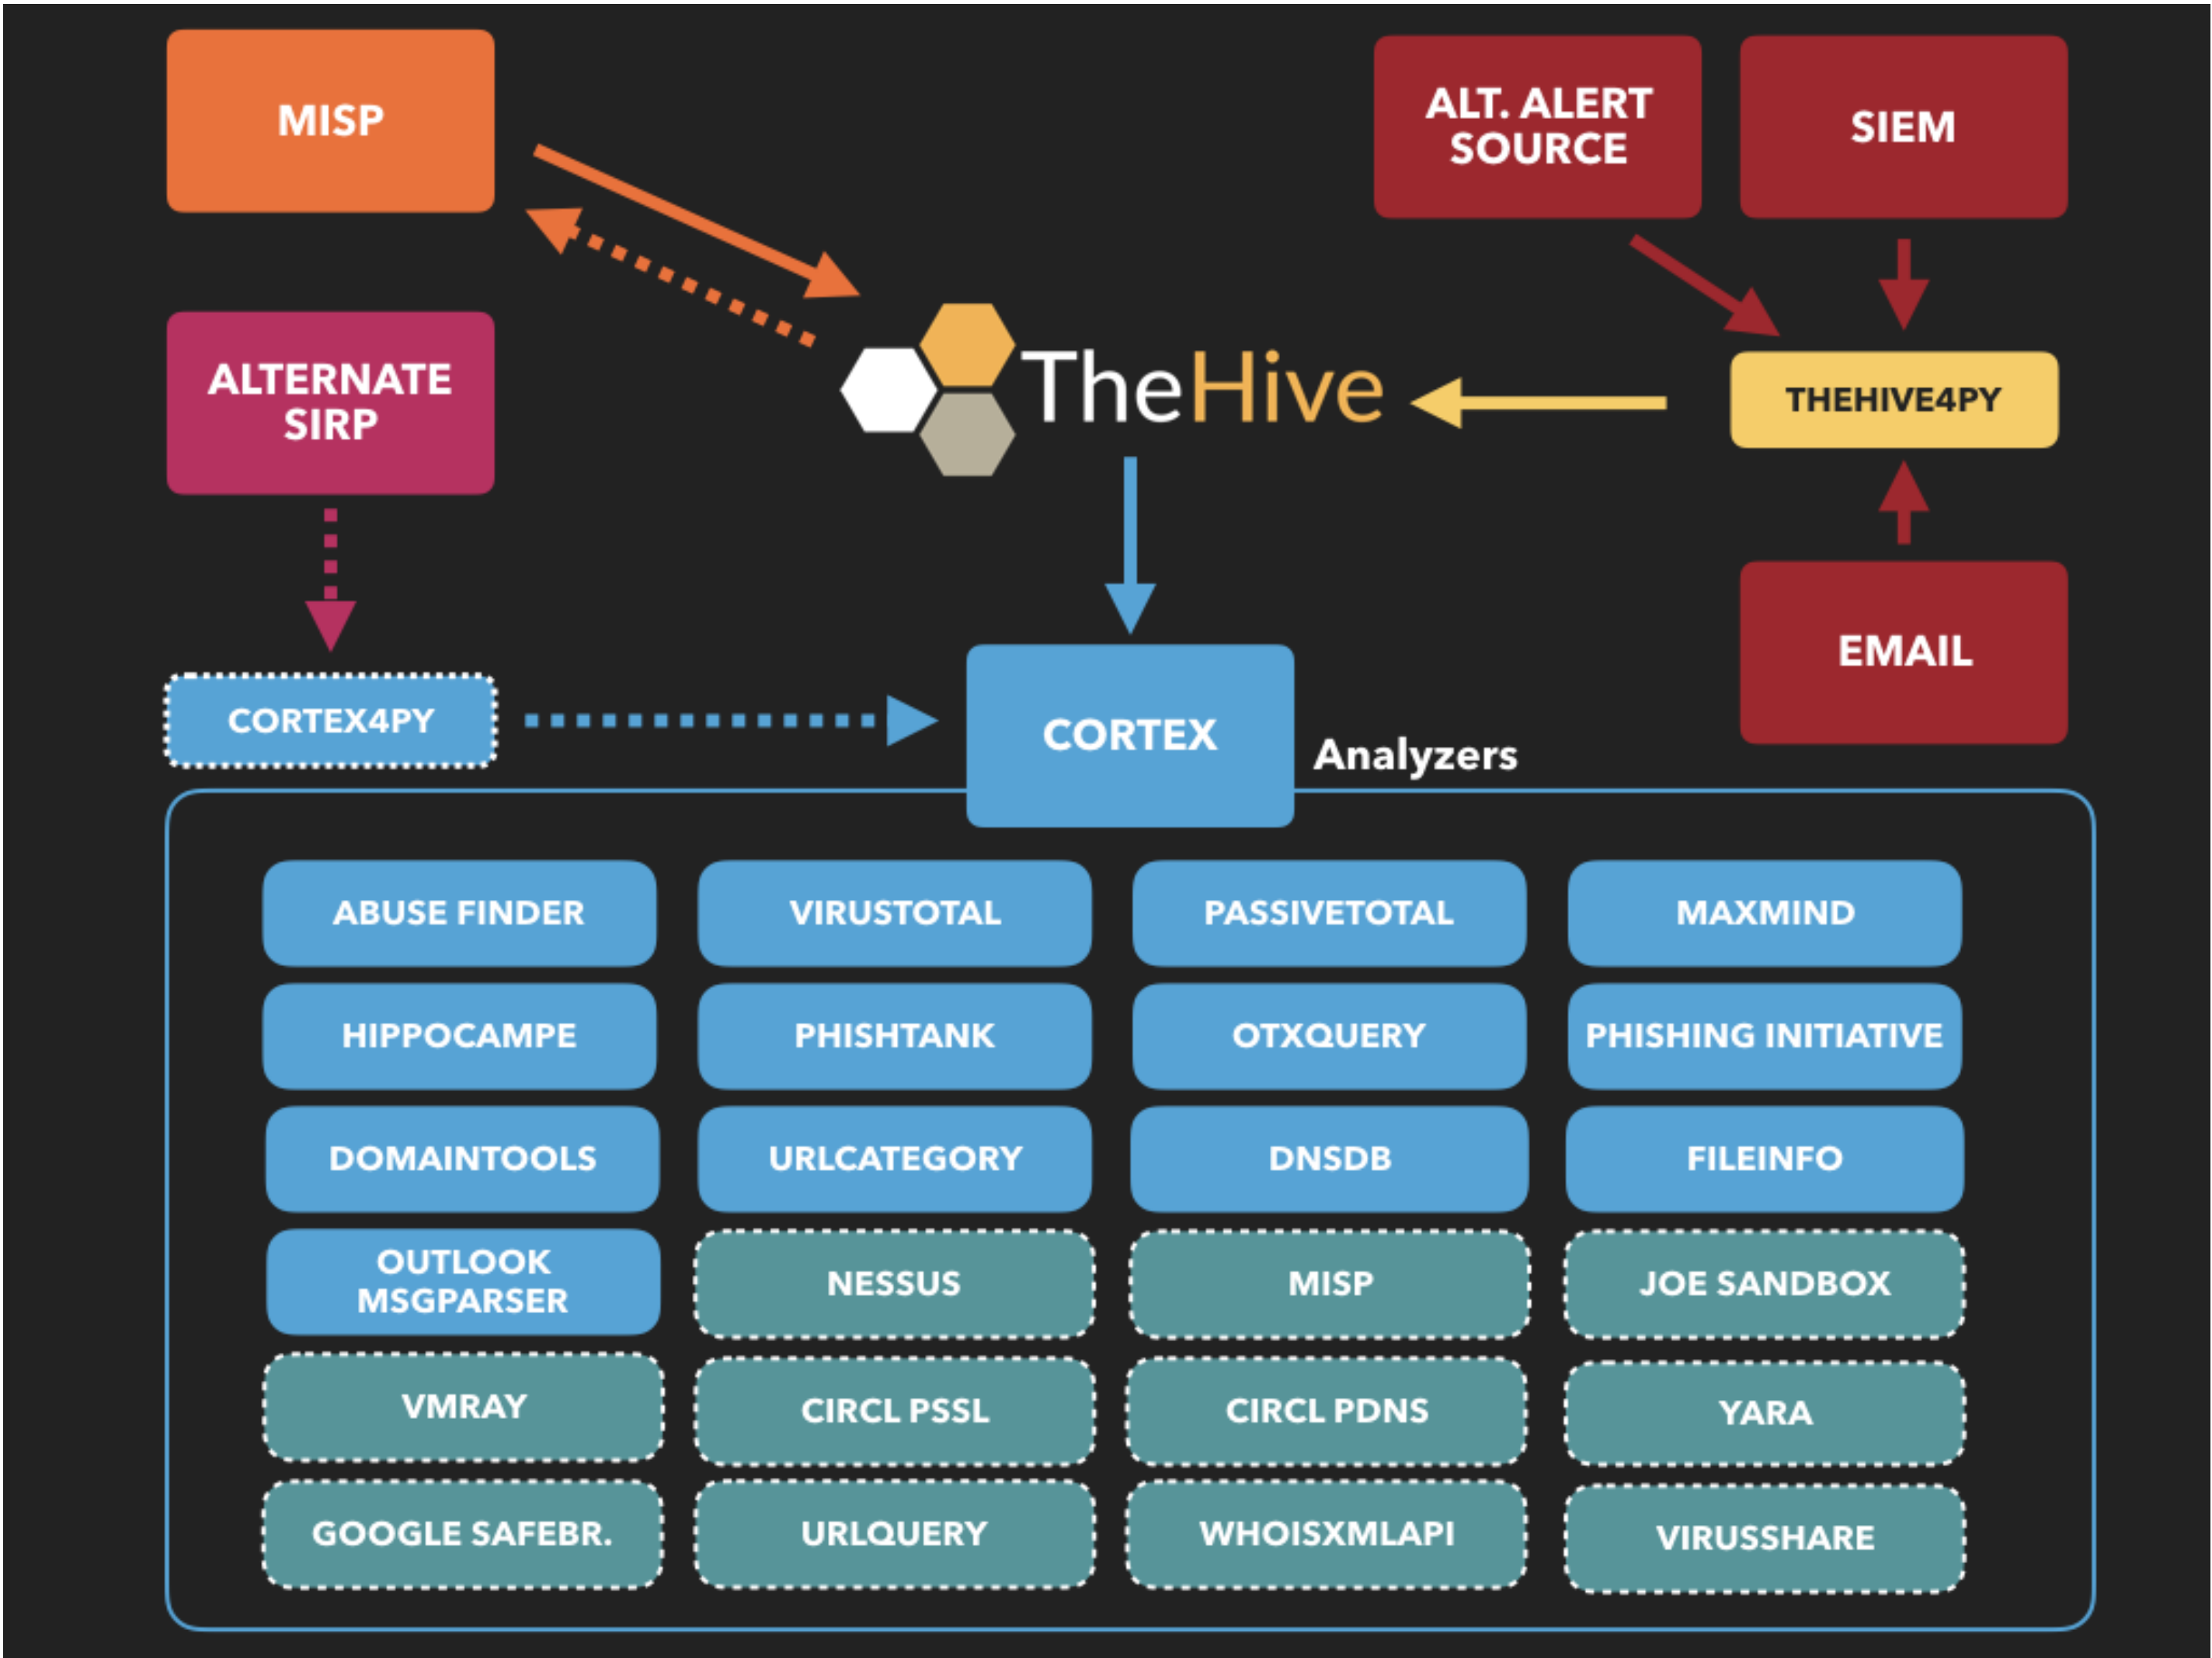 MISP
ALT. ALERT
SOURCE
SIEM
ALTERNATE
SIRP
TheHive
THEHIVE4PY
EMAIL
CORTEX4PY
CORTEX
Analyzers
ABUSE FINDER
VIRUSTOTAL
PASSIVETOTAL
MAXMIND
HIPPOCAMPE
PHISHTANK
OTXQUERY
PHISHING INITIATIVE
DOMAINTOOLS
URLCATEGORY
DNSDB
FILEINFO
OUTLOOK
MSGPARSER
NESSUS
MISP
JOE SANDBOX
VMRAY
CIRCL PSSL
CIRCL PDNS
YARA
GOOGLE SAFEBR.
URLQUERY
WHOISXMLAPI
VIRUSSHARE